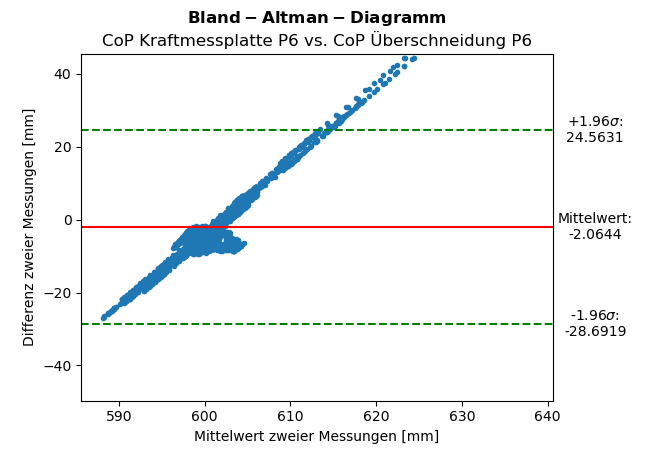 Bland−Altman−Diagramm
CoP Kraftmessplatte P6 vs. CoP Überschneidung P6
Differenz zweier Messungen [mm]
40
20
0
−20
−40
+1.96σ:
24.5631
Mittelwert:
-2.0644
-1.96σ:
-28.6919
590 600 610 620 630 640
Mittelwert zweier Messungen [mm]